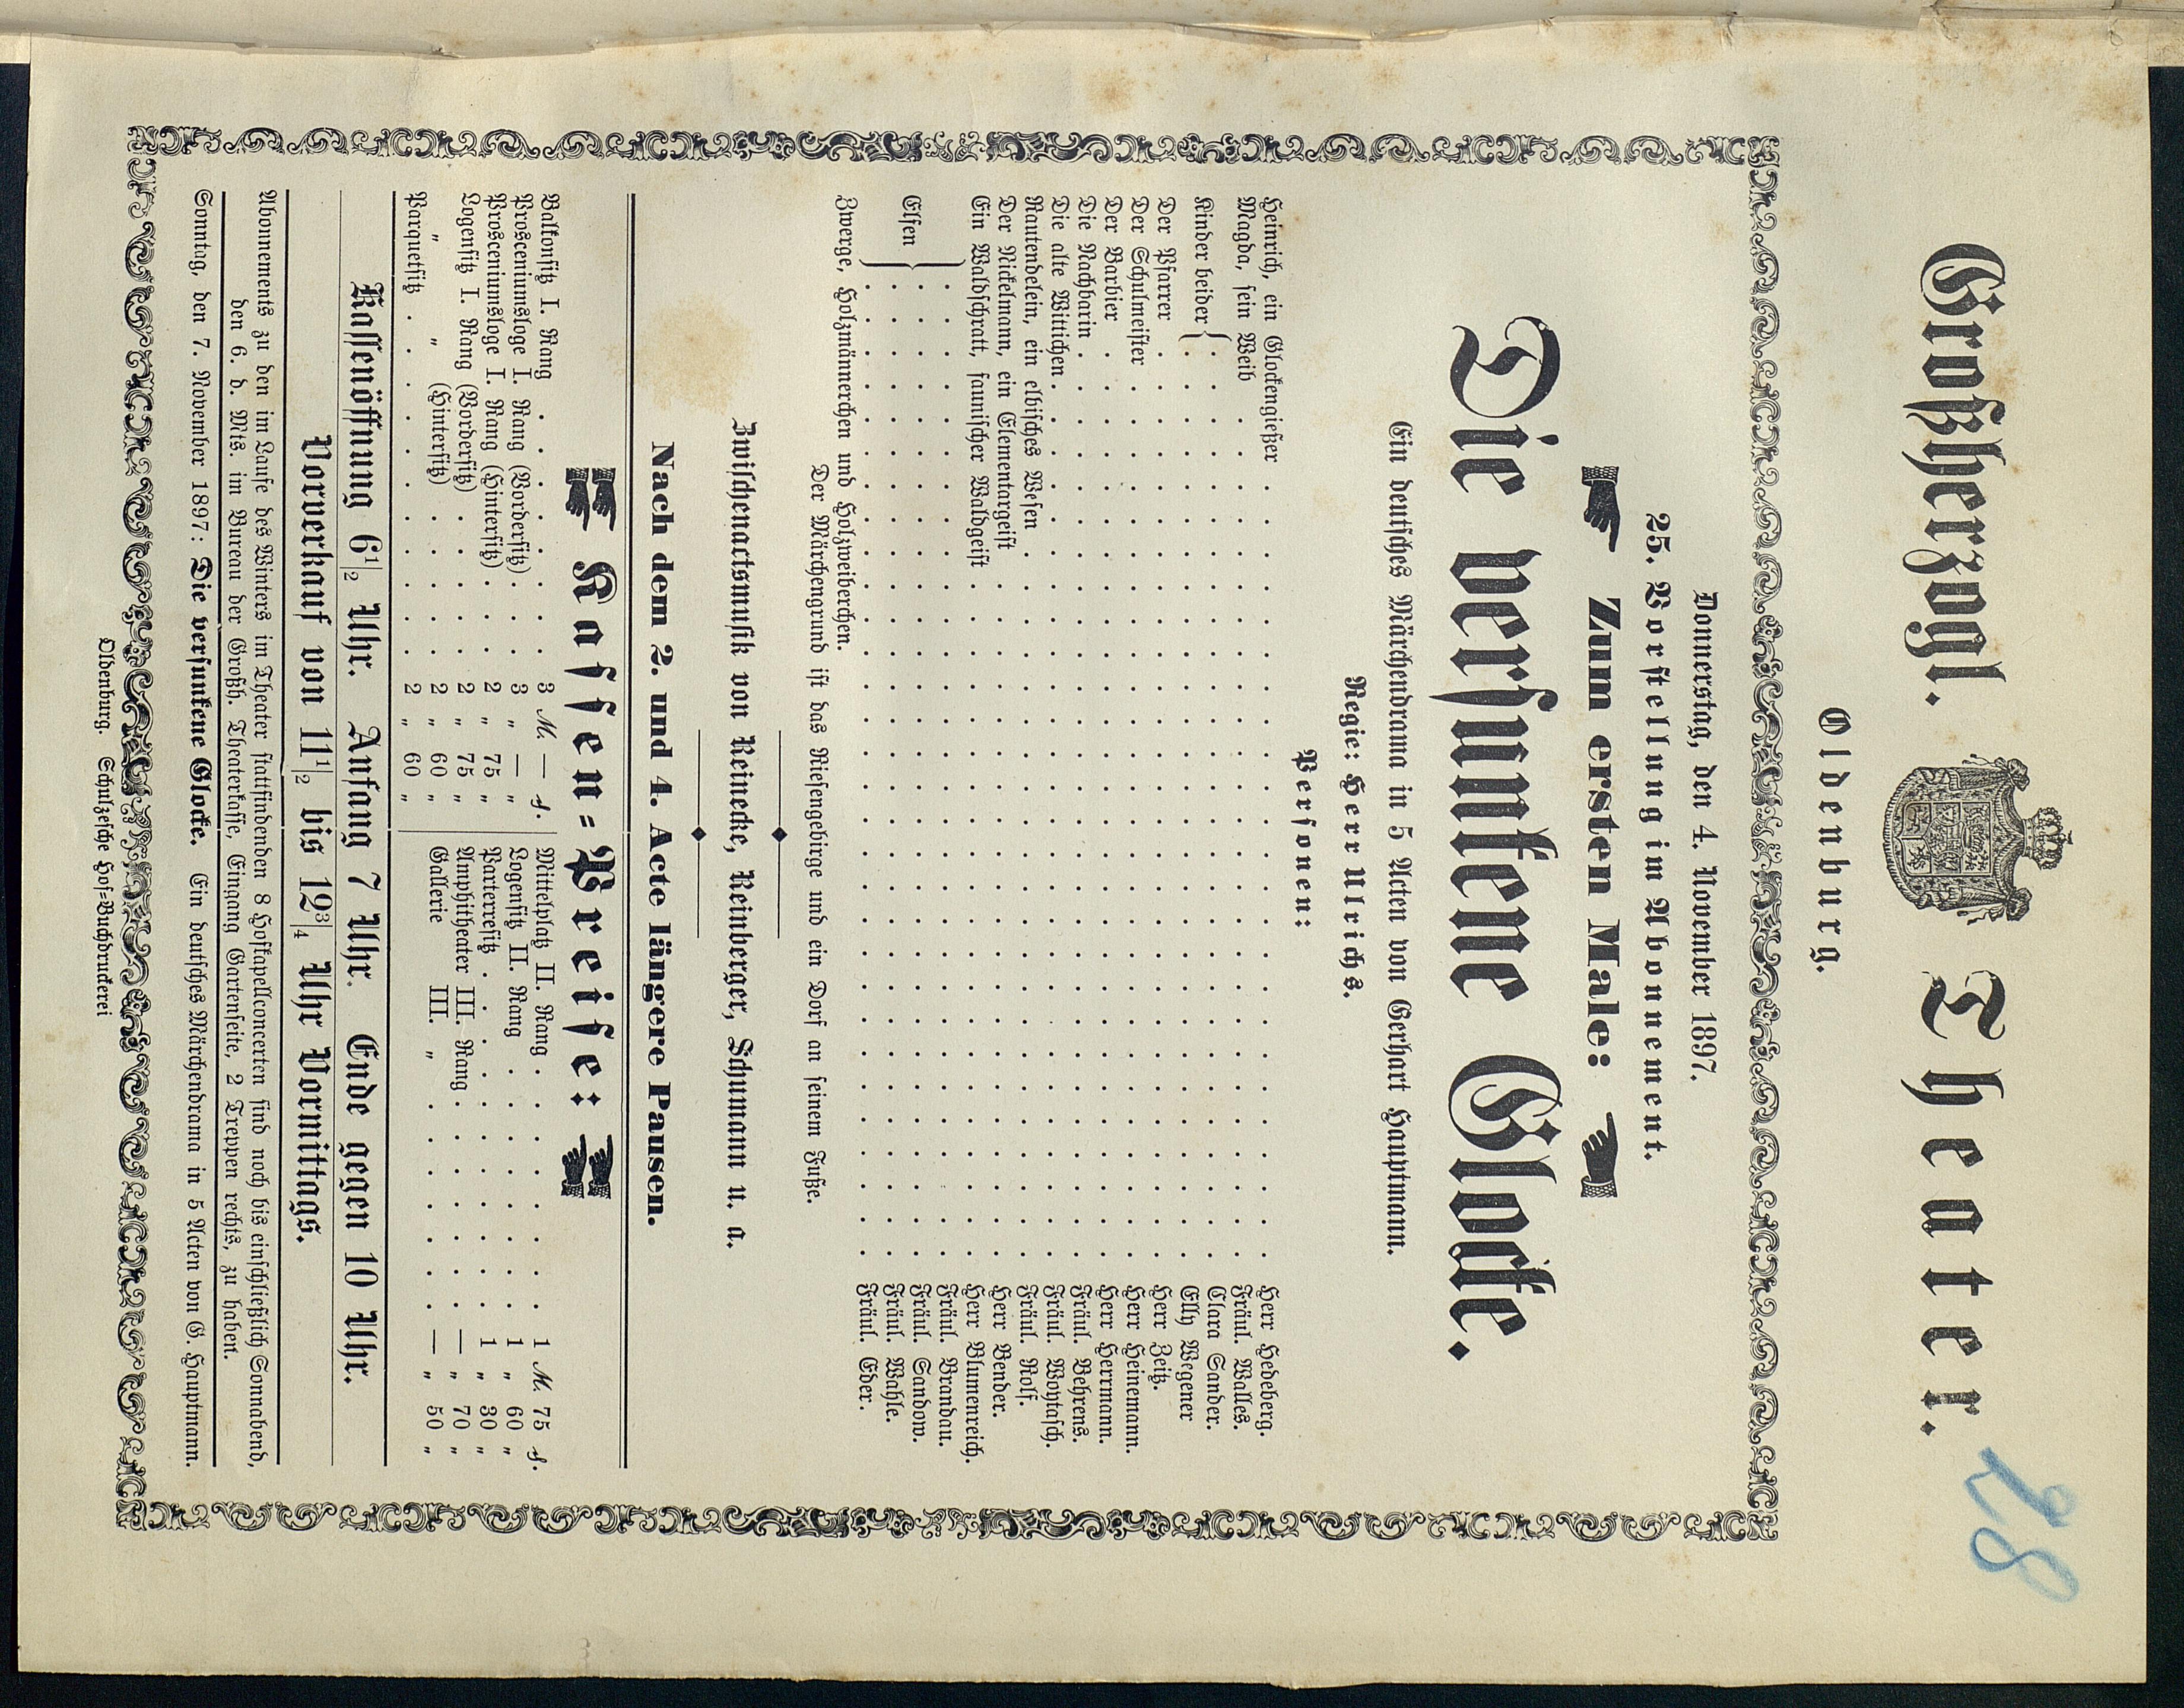 28
Großherzogl. Theater.
Oldenburg.
Donnerstag, den 4. November 1897.
25. Vorstellung im Abonnement.
Zum ersten Male:
Die versunkene Glocke.
Ein deutsches Märchendrama in 5 Acten von Gerhart Hauptmann.
Regie: Herr Ulrichs.
Personen:
Heinrich, ein Glockengießer . . . . Herr Hedeberg.
Magda, sein Weib . . . . Fräul. Walles.
Kinder beider { . . . . Clara Sander.
. . . . Elly Wegener
Der Pfarrer . . . . Herr Zeitz.
Der Schulmeister . . . . Herr Heinemann.
Der Barbier . . . . Herr Herrmann.
Die Nachbarin . . . . Fräul. Behrens.
Die alte Wittichen . . . . Fräul. Woytasch.
Rautendelein, ein elbisches Wesen . . . . Fräul. Rolf.
Der Nickelmann, ein Elementargeist . . . . Herr Bender.
Ein Waldschratt, faunischer Waldgeist . . . . Herr Blumenreich.
Elfen { . . . . Fräul. Brandau.
. . . . Fräul. Sandow.
. . . . Fräul. Wahle.
. . . . Fräul. Eder.
Zwerge, Holzmännerchen und Holzweiberchen.
Der Märchengrund ist das Riesengebirge und ein Dorf an seinem Fuße.
Zwischenactsmusik von Reinecke, Reinberger, Schumann u. a.
Nach dem 2. und 4. Acte längere Pausen.
Kassen-Preise:
Balkonsitz I. Rang . . . . 3 M. — ₰.
Prosceniumsloge I. Rang (Vordersitz) . . . . 3 „ — „
Prosceniumsloge I. Rang (Hintersitz) . . . . 2 „ 75 „
Logensitz I. Rang (Vordersitz) . . . . 2 „ 75 „
„ „ (Hintersitz) . . . . 2 „ 60 „
Parquetsitz . . . . 2 „ 60 „
Mittelplatz II. Rang . . . . 1 M. 75 ₰.
Logensitz II. Rang . . . . 1 „ 60 „
Parterresitz . . . . 1 „ 30 „
Amphitheater III. Rang . . . . — „ 70 „
Gallerie III. „ . . . . — „ 50 „
Kassenöffnung 6 1/2 Uhr. Anfang 7 Uhr. Ende gegen 10 Uhr.
Vorverkauf von 11 1/2 bis 12 3/4 Uhr Vormittags.
Abonnements zu den im Laufe des Winters im Theater stattfindenden 8 Hofkapellconcerten sind noch bis einschließlich Sonnabend,
den 6. d. Mts. im Bureau der Großh. Theaterkasse, Eingang Gartenseite, 2 Treppen rechts, zu haben.
Sonntag, den 7. November 1897: Die versunkene Glocke. Ein deutsches Märchendrama in 5 Acten von G. Hauptmann.
Oldenburg. Schulzesche Hof-Buchdruckerei